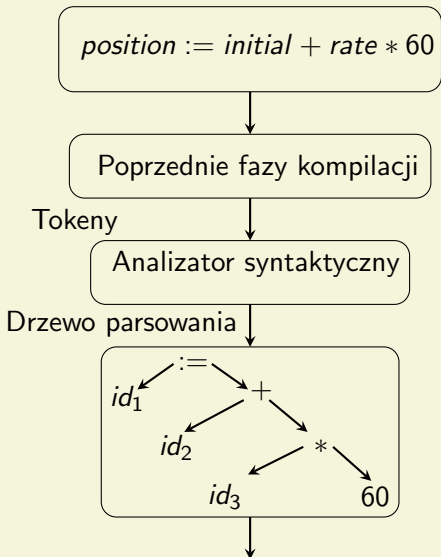 position := initial + rate ∗ 60
Poprzednie fazy kompilacji
Tokeny
Analizator syntaktyczny
Drzewo parsowania
:=
id₁ +
id₂ ∗
id₃ 60